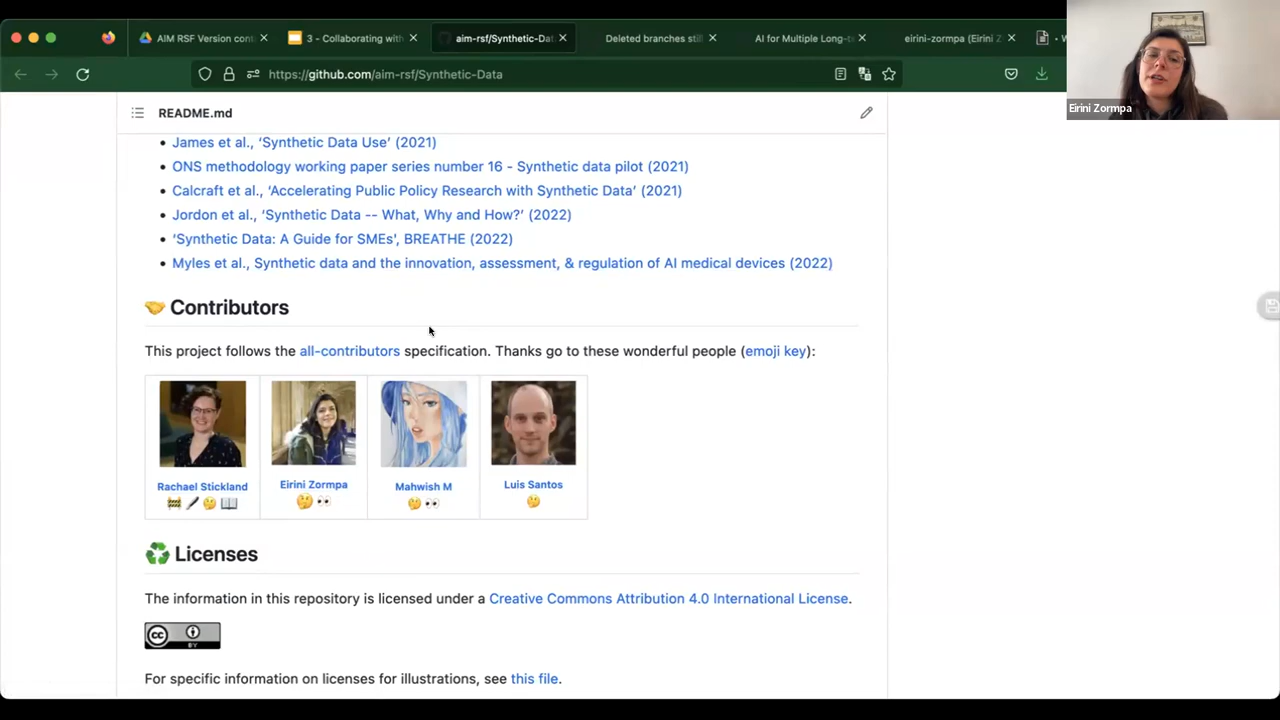 AIM RSF Version cont
3 - Collaborating with
aim-rsf/Synthetic-Dat
Deleted branches still
AI for Multiple Long-t
eirini-zormpa (Eirini Z
https://github.com/aim-rsf/Synthetic-Data
Eirini Zormpa
README.md
James et al., ‘Synthetic Data Use’ (2021)
ONS methodology working paper series number 16 - Synthetic data pilot (2021)
Calcraft et al., ‘Accelerating Public Policy Research with Synthetic Data’ (2021)
Jordon et al., ‘Synthetic Data -- What, Why and How?’ (2022)
‘Synthetic Data: A Guide for SMEs', BREATHE (2022)
Myles et al., Synthetic data and the innovation, assessment, & regulation of AI medical devices (2022)
Contributors
This project follows the all-contributors specification. Thanks go to these wonderful people (emoji key):
Rachael Stickland
Eirini Zormpa
Mahwish M
Luis Santos
Licenses
The information in this repository is licensed under a Creative Commons Attribution 4.0 International License.
cc
BY
For specific information on licenses for illustrations, see this file.